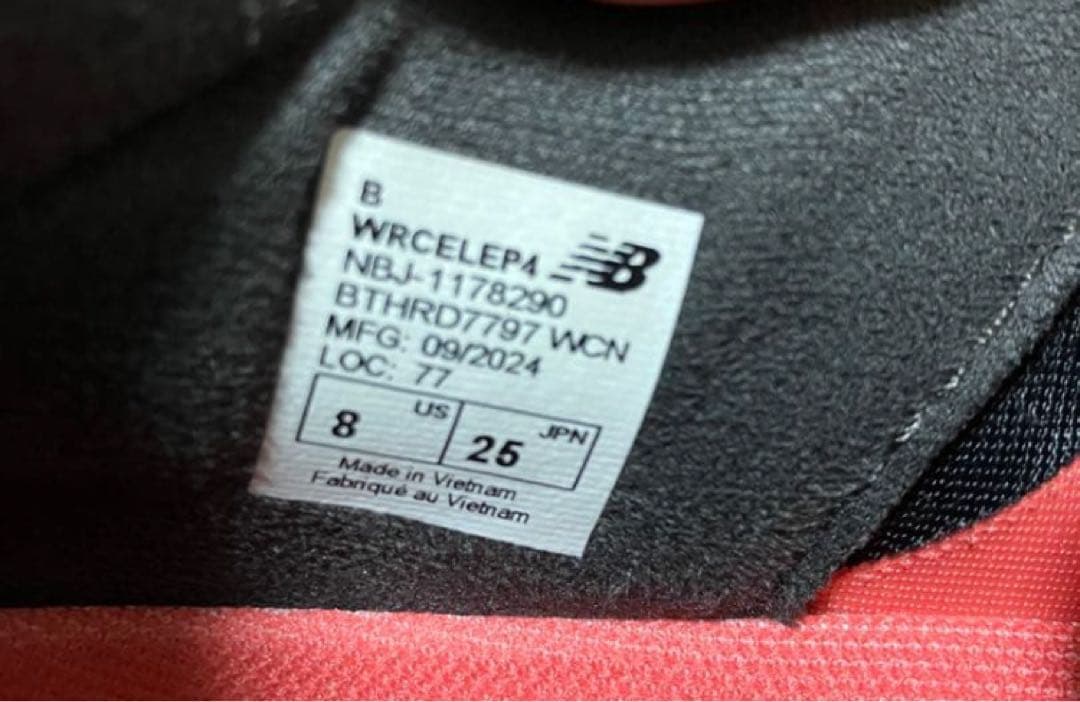 B
WRCELEP4
NBJ-1178290
BTHRD7797 WCN
MFG: 09/2024
LOC: 77
8 US 25 JPN
Made in Vietnam
Fabriqué au Vietnam